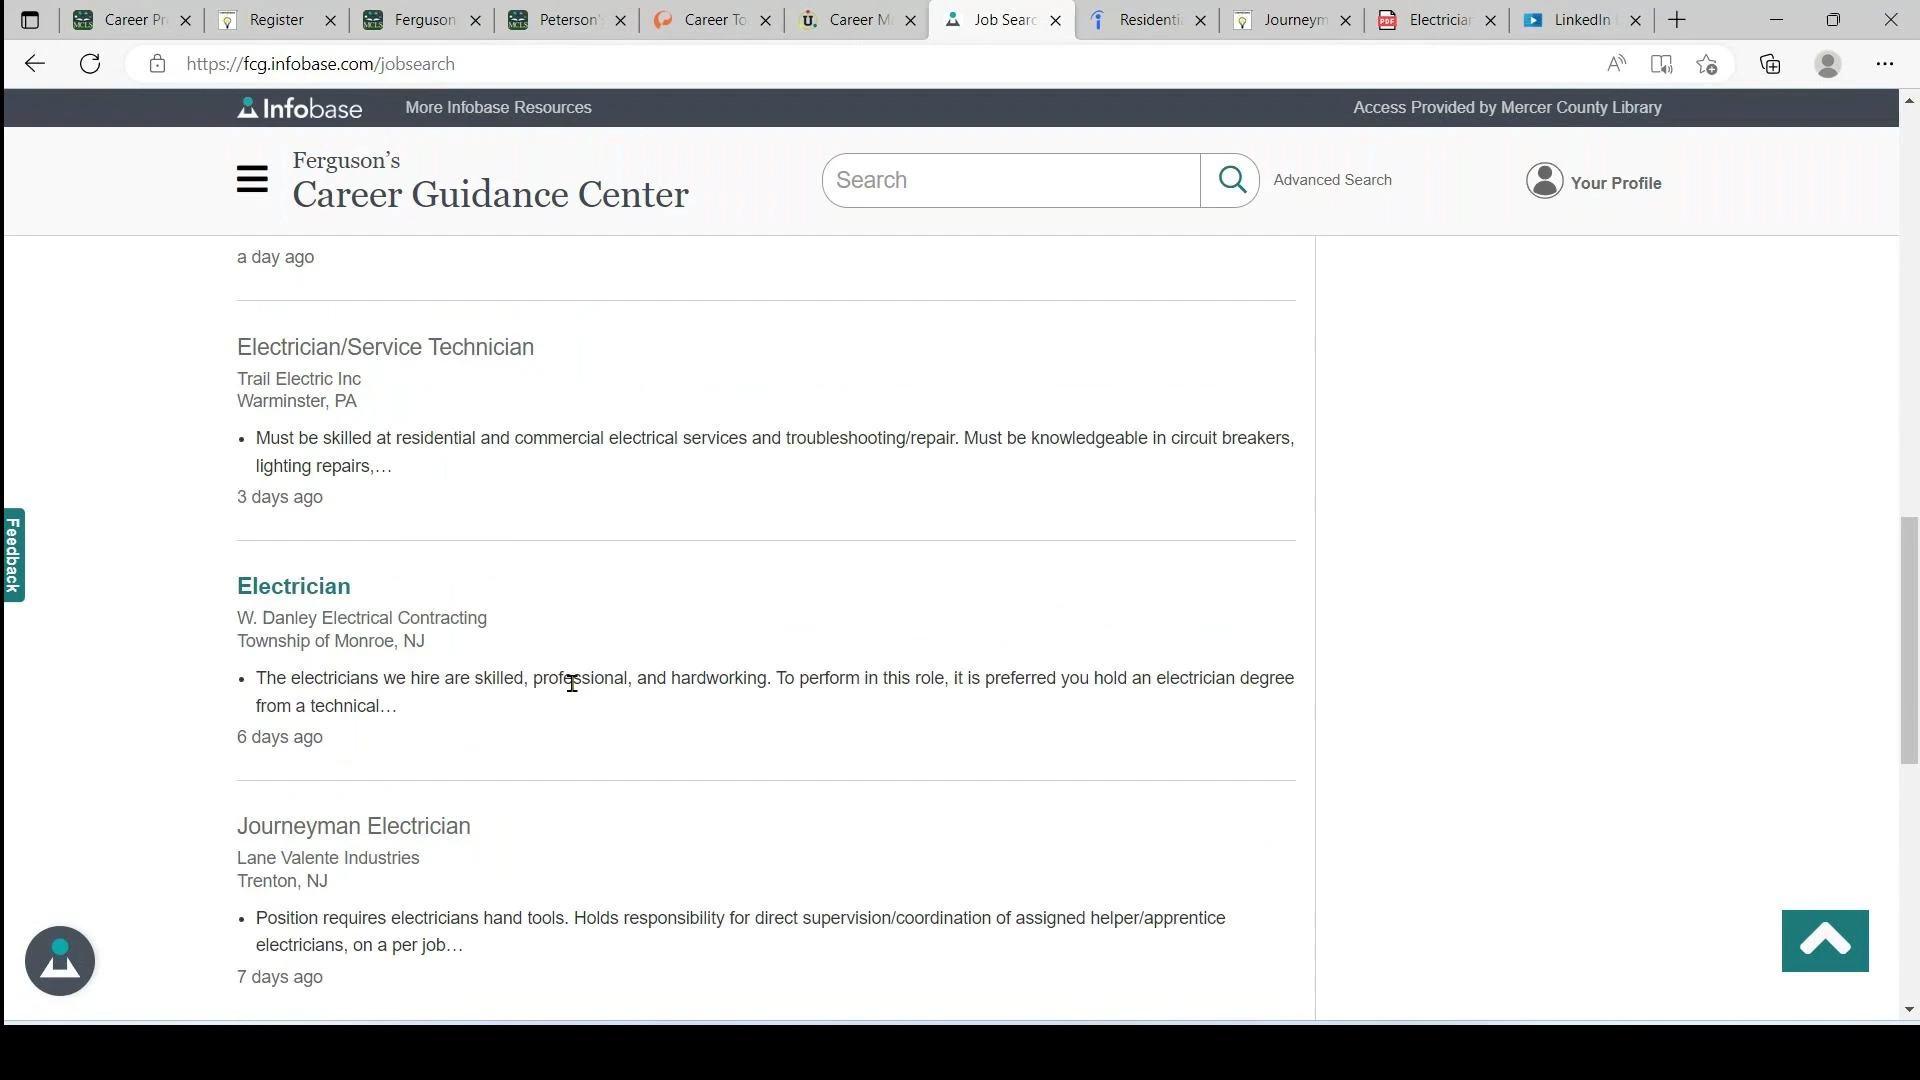 Career Pr
Register
Ferguson
Peterson's
Career To
Career M
Job Searc
Residenti
Journeym
Electrician
LinkedIn
https://fcg.infobase.com/jobsearch
Infobase
More Infobase Resources
Access Provided by Mercer County Library
Ferguson's
Career Guidance Center
Search
Advanced Search
Your Profile
a day ago
Electrician/Service Technician
Trail Electric Inc
Warminster, PA
• Must be skilled at residential and commercial electrical services and troubleshooting/repair. Must be knowledgeable in circuit breakers,
lighting repairs,…
3 days ago
Feedback
Electrician
W. Danley Electrical Contracting
Township of Monroe, NJ
• The electricians we hire are skilled, professional, and hardworking. To perform in this role, it is preferred you hold an electrician degree
from a technical…
6 days ago
Journeyman Electrician
Lane Valente Industries
Trenton, NJ
• Position requires electricians hand tools. Holds responsibility for direct supervision/coordination of assigned helper/apprentice
electricians, on a per job…
7 days ago